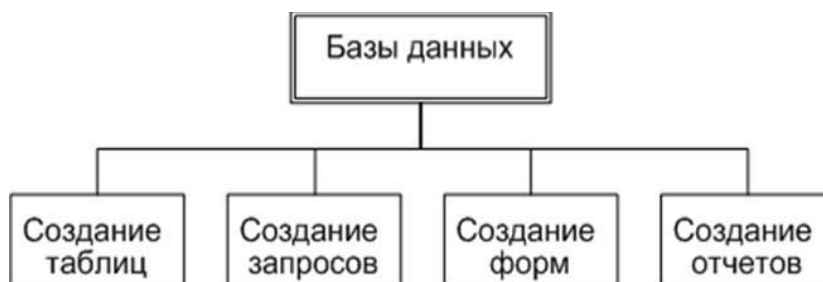 Базы данных
Создание
таблиц
Создание
запросов
Создание
форм
Создание
отчетов